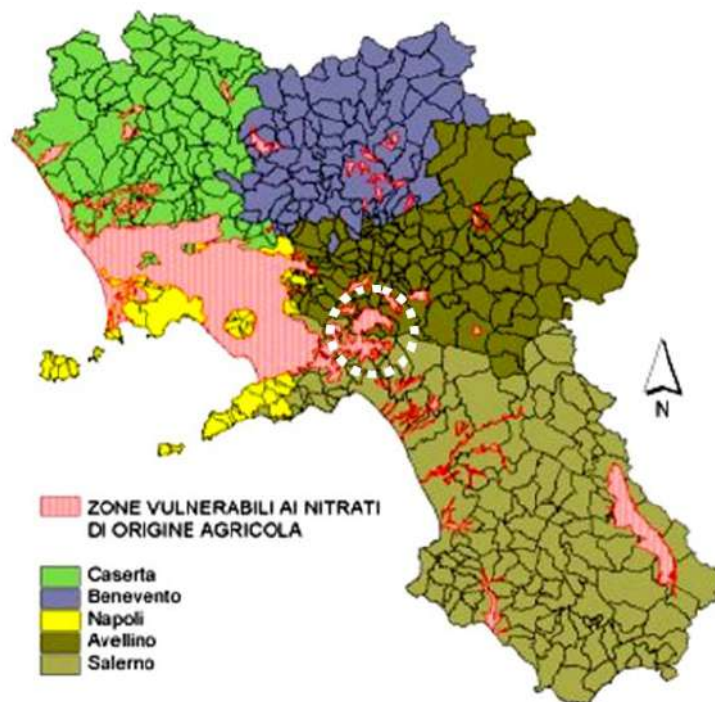 N
ZONE VULNERABILI AI NITRATI
DI ORIGINE AGRICOLA
Caserta
Benevento
Napoli
Avellino
Salerno